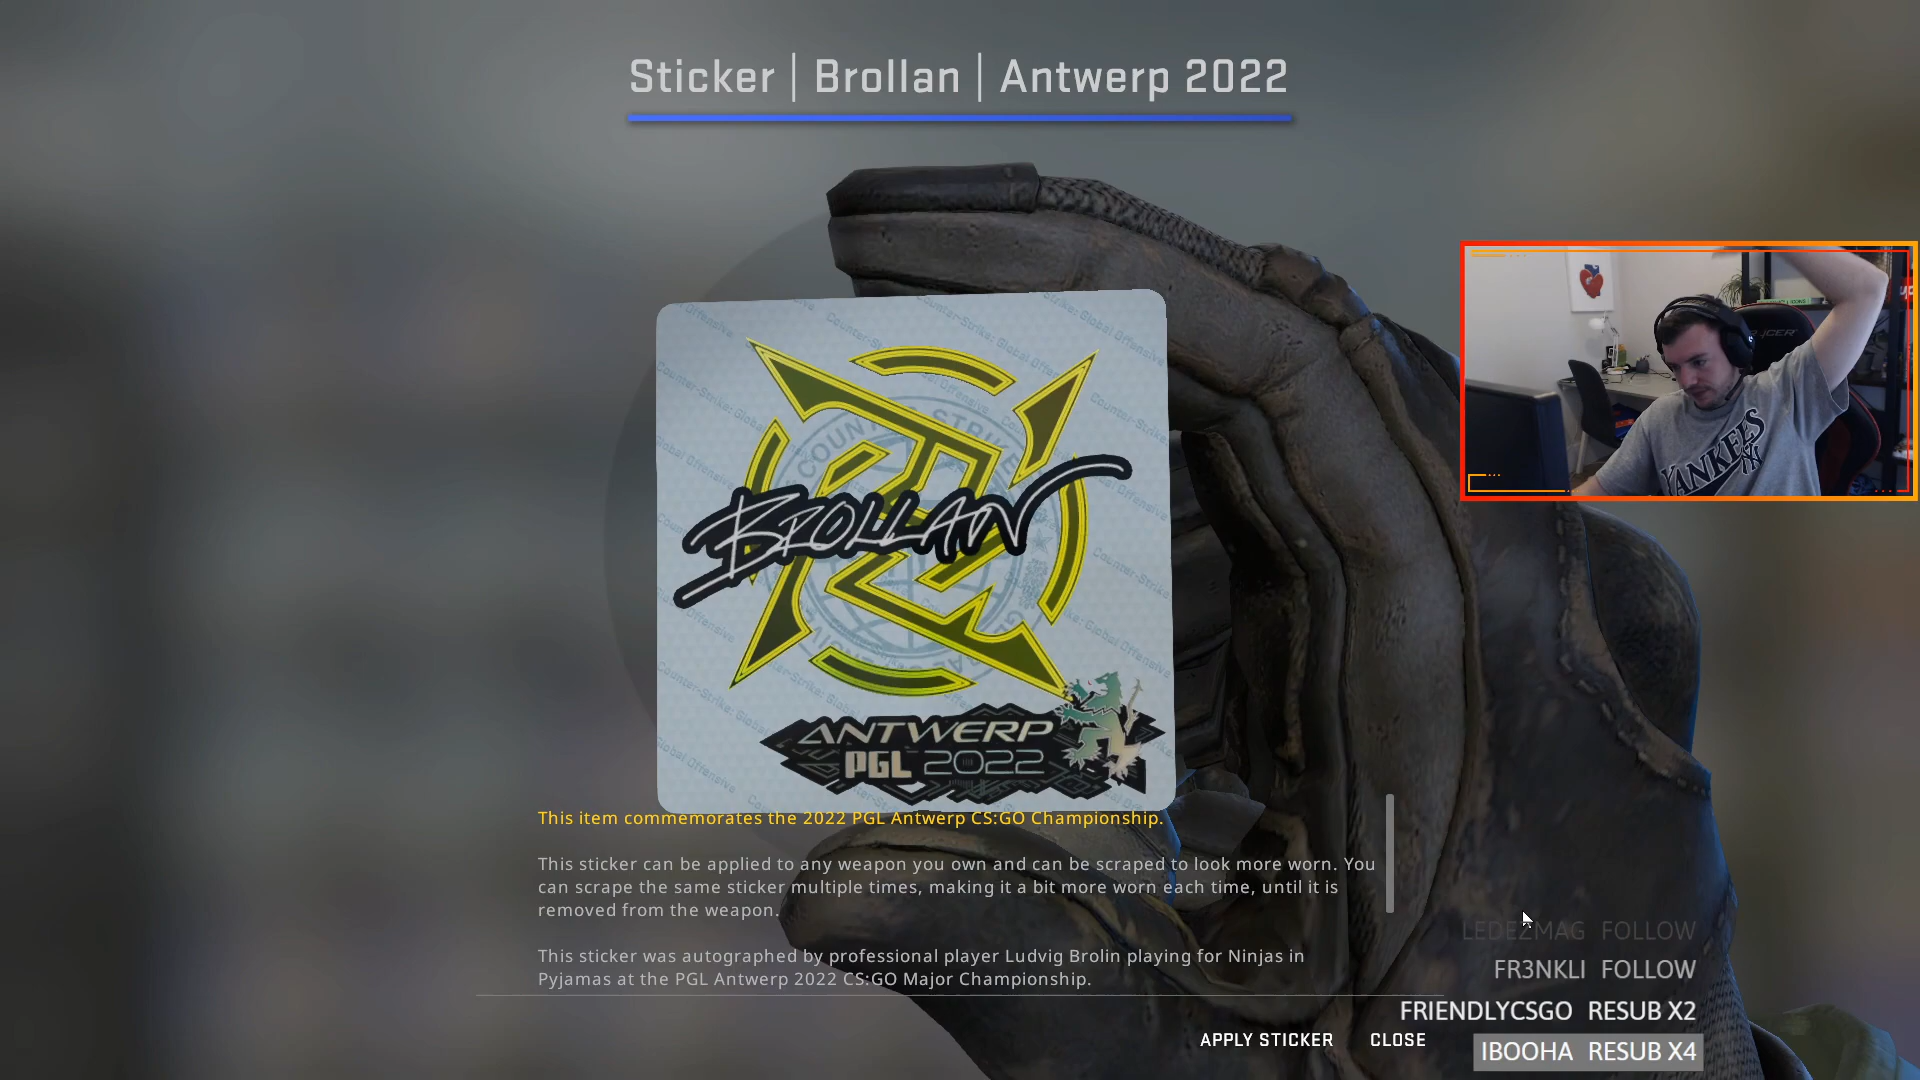 Sticker | Brollan | Antwerp 2022
BROLLAN
ANTWERP
PGL 2022
This item commemorates the 2022 PGL Antwerp CS:GO Championship.
This sticker can be applied to any weapon you own and can be scraped to look more worn. You
can scrape the same sticker multiple times, making it a bit more worn each time, until it is
removed from the weapon.
This sticker was autographed by professional player Ludvig Brolin playing for Ninjas in
Pyjamas at the PGL Antwerp 2022 CS:GO Major Championship.
APPLY STICKER CLOSE
YANKEES
LEDEZMAG FOLLOW
FR3NKLI FOLLOW
FRIENDLYCSGO RESUB X2
IBOOHA RESUB X4